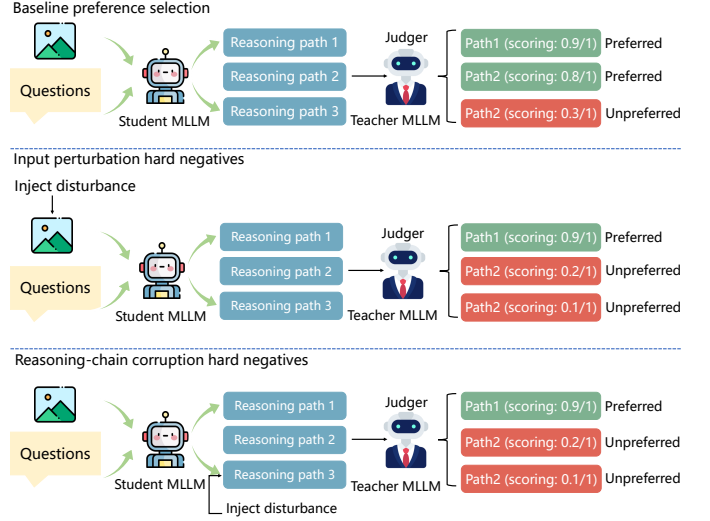 Baseline preference selection
Questions
Student MLLM
Reasoning path 1
Reasoning path 2
Reasoning path 3
Judger
Teacher MLLM
Path1 (scoring: 0.9/1) Preferred
Path2 (scoring: 0.8/1) Preferred
Path2 (scoring: 0.3/1) Unpreferred
Input perturbation hard negatives
Inject disturbance
Questions
Student MLLM
Reasoning path 1
Reasoning path 2
Reasoning path 3
Judger
Teacher MLLM
Path1 (scoring: 0.9/1) Preferred
Path2 (scoring: 0.2/1) Unpreferred
Path2 (scoring: 0.1/1) Unpreferred
Reasoning-chain corruption hard negatives
Questions
Student MLLM
Reasoning path 1
Reasoning path 2
Reasoning path 3
Inject disturbance
Judger
Teacher MLLM
Path1 (scoring: 0.9/1) Preferred
Path2 (scoring: 0.2/1) Unpreferred
Path2 (scoring: 0.1/1) Unpreferred